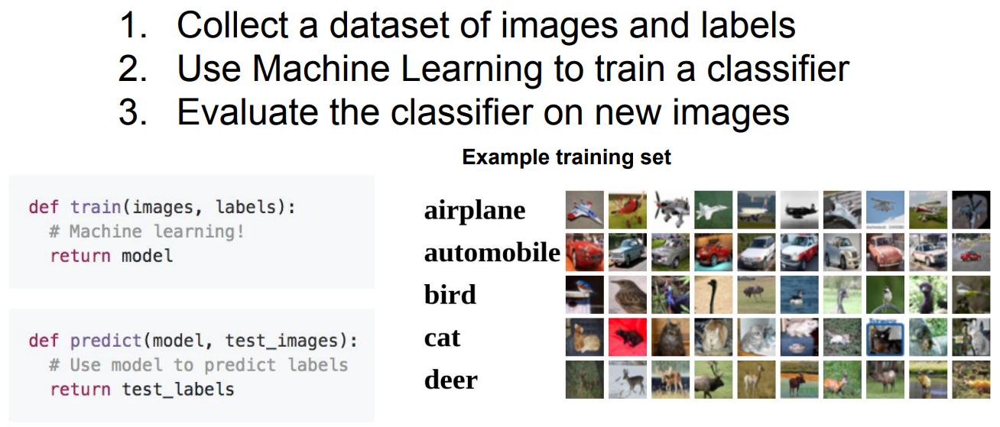 1. Collect a dataset of images and labels
2. Use Machine Learning to train a classifier
3. Evaluate the classifier on new images
Example training set
def train(images, labels):
# Machine learning!
return model
def predict(model, test_images):
# Use model to predict labels
return test_labels
airplane
automobile
bird
cat
deer